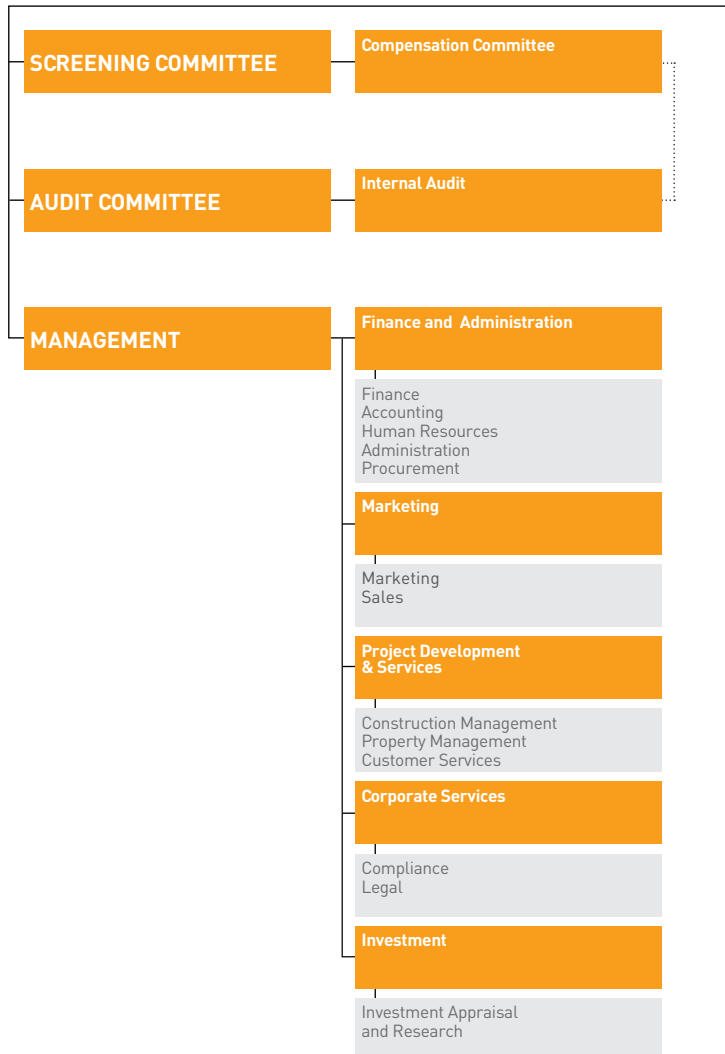 SCREENING COMMITTEE
Compensation Committee
AUDIT COMMITTEE
Internal Audit
MANAGEMENT
Finance and Administration
Finance
Accounting
Human Resources
Administration
Procurement
Marketing
Marketing
Sales
Project Development
& Services
Construction Management
Property Management
Customer Services
Corporate Services
Compliance
Legal
Investment
Investment Appraisal
and Research